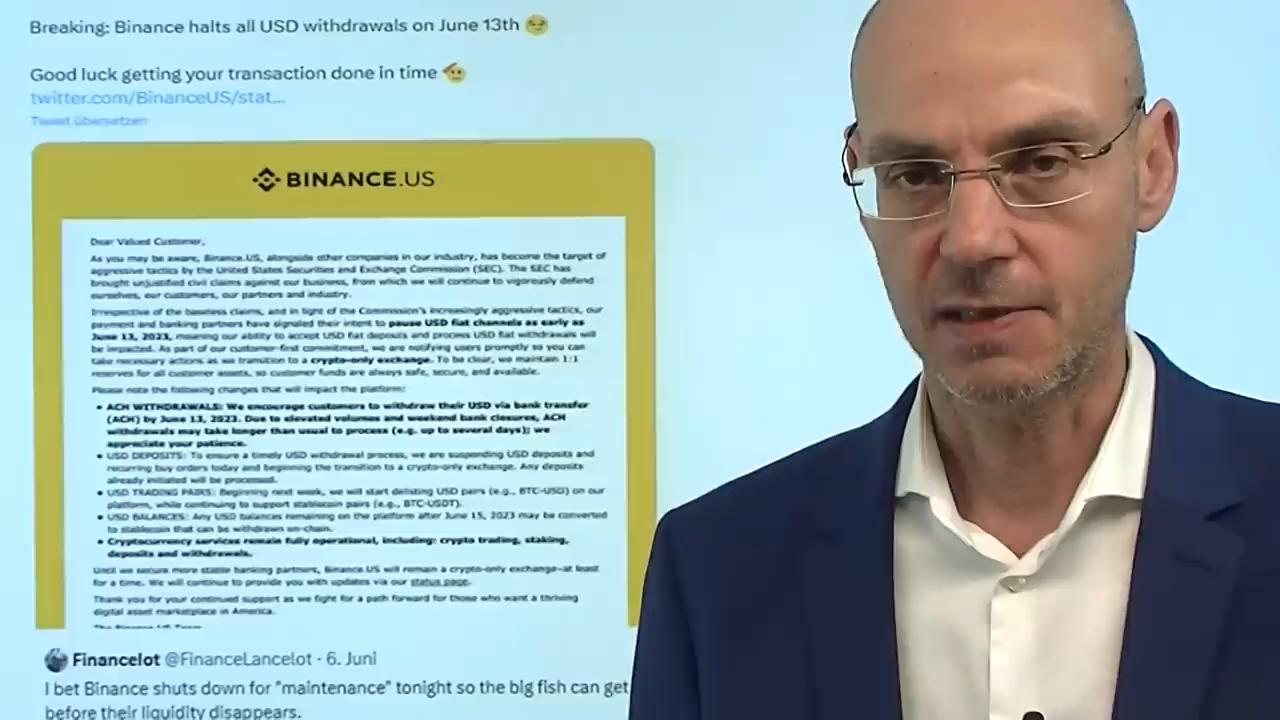 Breaking: Binance halts all USD withdrawals on June 13th
Good luck getting your transaction done in time
twitter.com/BinanceUS/stat...
Tweet übersetzen
BINANCE.US
Dear Valued Customer,
As you may be aware, Binance.US, alongside other companies in our industry, has become the target of
aggressive tactics by the United States Securities and Exchange Commission (SEC). The SEC has
brought unjustified civil claims against our business, from which we will continue to vigorously defend
ourselves, our customers, our partners and industry.
Irrespective of the baseless claims, and in light of the Commission's increasingly aggressive tactics, our
payment and banking partners have signaled their intent to pause USD fiat channels as early as
June 13, 2023, meaning our ability to accept USD fiat deposits and process USD fiat withdrawals will
be impacted. As part of our customer-first commitment, we are notifying users promptly so you can
take necessary actions as we transition to a crypto-only exchange. To be clear, we maintain 1:1
reserves for all customer assets, so customer funds are always safe, secure, and available.
Please note the following changes that will impact the platform:
• ACH WITHDRAWALS: We encourage customers to withdraw their USD via bank transfer
(ACH) by June 13, 2023. Due to elevated volumes and weekend bank closures, ACH
withdrawals may take longer than usual to process (e.g. up to several days); we
appreciate your patience.
• USD DEPOSITS: To ensure a timely USD withdrawal process, we are suspending USD deposits and
recurring buy orders today and beginning the transition to a crypto-only exchange. Any deposits
already initiated will be processed.
• USD TRADING PAIRS: Beginning next week, we will start delisting USD pairs (e.g., BTC-USD) on our
platform, while continuing to support stablecoin pairs (e.g., BTC-USDT).
• USD BALANCES: Any USD balances remaining on the platform after June 15, 2023 may be converted
to stablecoin that can be withdrawn on-chain.
• Cryptocurrency services remain fully operational, including: crypto trading, staking,
deposits and withdrawals.
Until we secure more stable banking partners, Binance.US will remain a crypto-only exchange–at least
for a time. We will continue to provide you with updates via our status page.
Thank you for your continued support as we fight for a path forward for those who want a thriving
digital asset marketplace in America.
The Binance.US Team
Financelot @FinanceLancelot · 6. Juni
I bet Binance shuts down for "maintenance" tonight so the big fish can get
before their liquidity disappears.